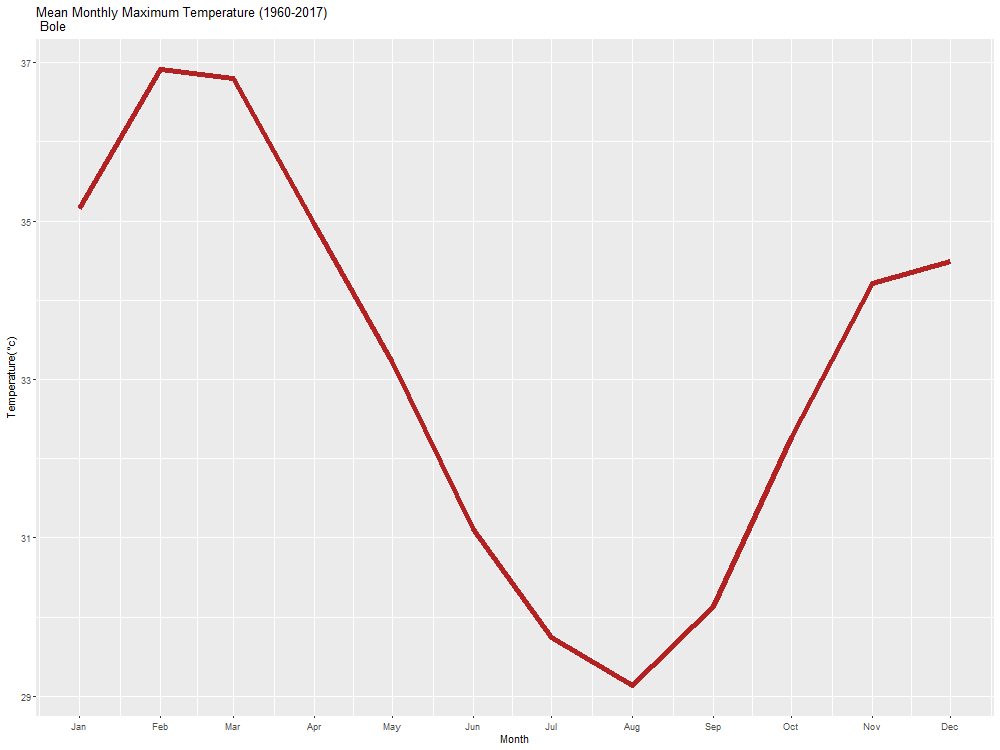 Mean Monthly Maximum Temperature (1960-2017)
Bole
37
35
33
31
29
Temperature(°c)
Jan Feb Mar Apr May Jun Jul Aug Sep Oct Nov Dec
Month